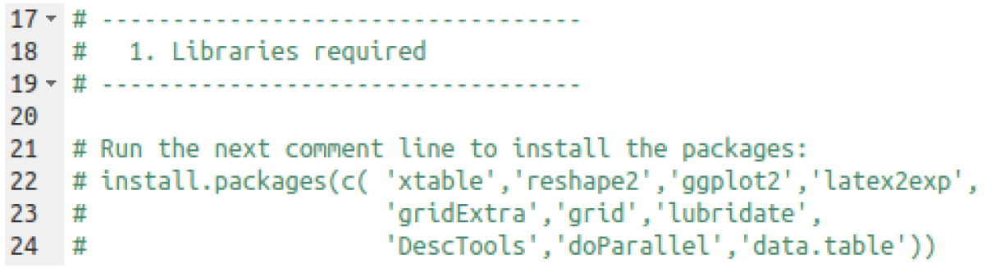 17 # ----------------------------------
18 #   1. Libraries required
19 # ----------------------------------
20
21 # Run the next comment line to install the packages:
22 # install.packages(c( 'xtable','reshape2','ggplot2','latex2exp',
23 #                     'gridExtra','grid','lubridate',
24 #                     'DescTools','doParallel','data.table'))